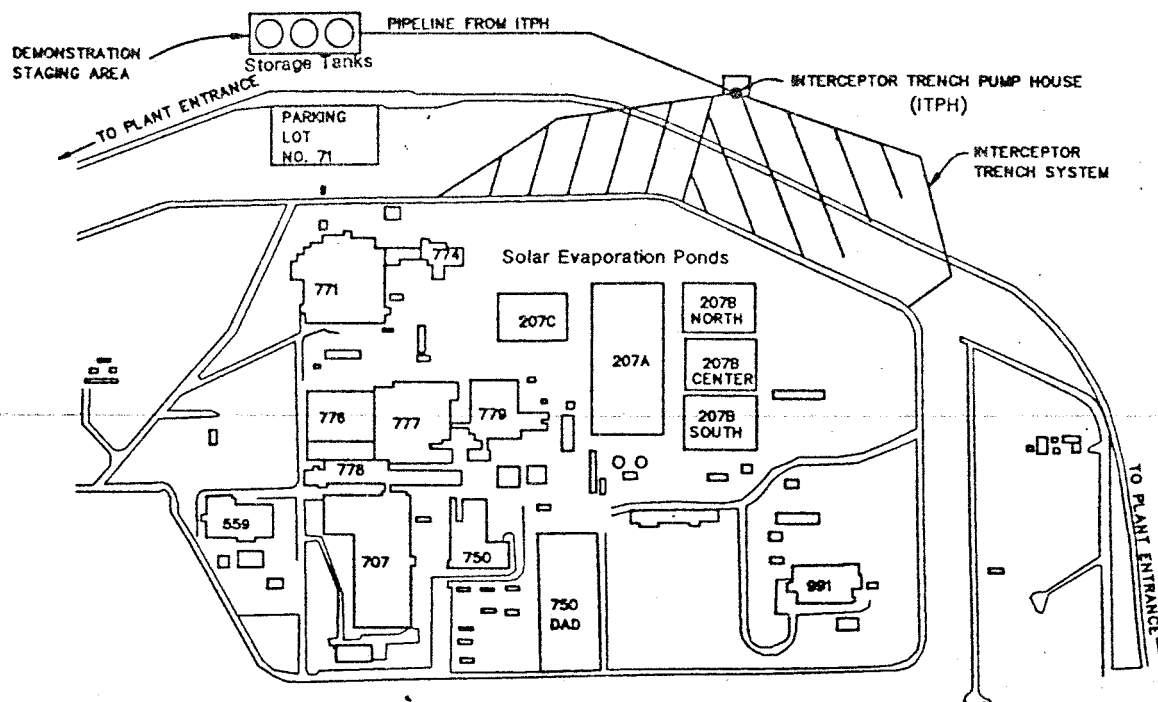 PIPELINE FROM ITPH
DEMONSTRATION
STAGING AREA
Storage Tanks
TO PLANT ENTRANCE
INTERCEPTOR TRENCH PUMP HOUSE
(ITPH)
PARKING
LOT
NO. 71
INTERCEPTOR
TRENCH SYSTEM
774
Solar Evaporation Ponds
771
207C
207A
207B
NORTH
207B
CENTER
207B
SOUTH
776
777
779
778
559
707
750
750
DAD
991
TO PLANT ENTRANCE